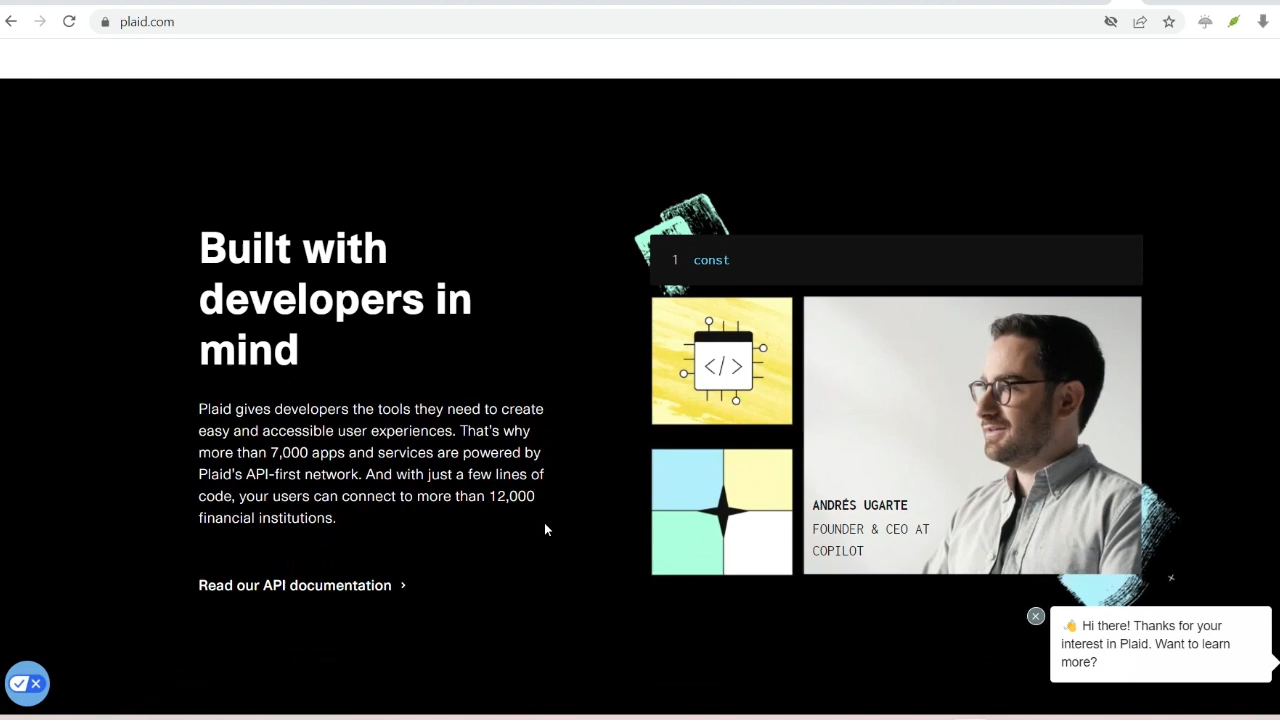 plaid.com
Built with
developers in
mind
Plaid gives developers the tools they need to create
easy and accessible user experiences. That's why
more than 7,000 apps and services are powered by
Plaid's API-first network. And with just a few lines of
code, your users can connect to more than 12,000
financial institutions.
Read our API documentation
1 const
</>
ANDRÉS UGARTE
FOUNDER & CEO AT
COPILOT
👋 Hi there! Thanks for your
interest in Plaid. Want to learn
more?